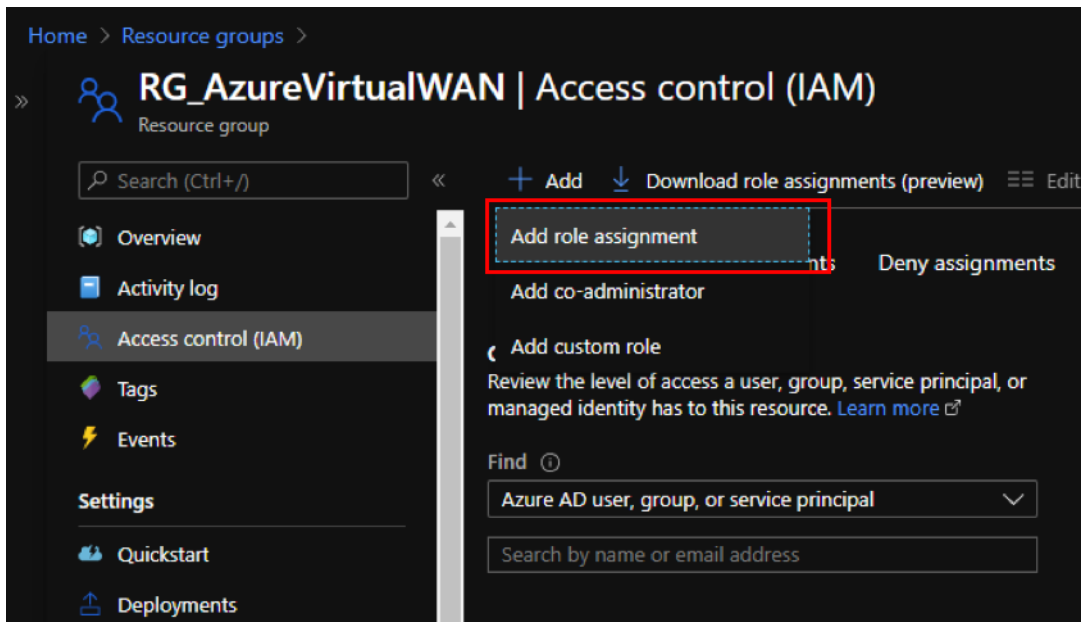 Home > Resource groups >
RG_AzureVirtualWAN | Access control (IAM)
Resource group
Search (Ctrl+/)
Add
Download role assignments (preview)
Edit
Overview
Activity log
Access control (IAM)
Tags
Events
Settings
Quickstart
Deployments
Add role assignment
nts
Deny assignments
Add co-administrator
Add custom role
Review the level of access a user, group, service principal, or
managed identity has to this resource. Learn more
Find
Azure AD user, group, or service principal
Search by name or email address